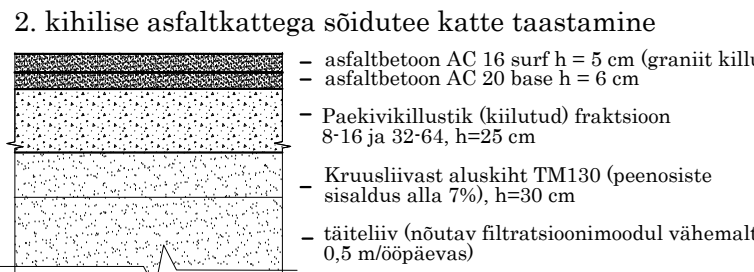 2. kihilise asfaltkattega sõidutee katte taastamine
asfaltbetoon AC 16 surf h = 5 cm (graniit killu
asfaltbetoon AC 20 base h = 6 cm
Paekivikillustik (kiilutud) fraktsioon
8-16 ja 32-64, h=25 cm
Kruusliivast aluskiht TM130 (peenosiste
sisaldus alla 7%), h=30 cm
täiteliiv (nõutav filtratsioonimoodul vähemalt
0,5 m/ööpäevas)